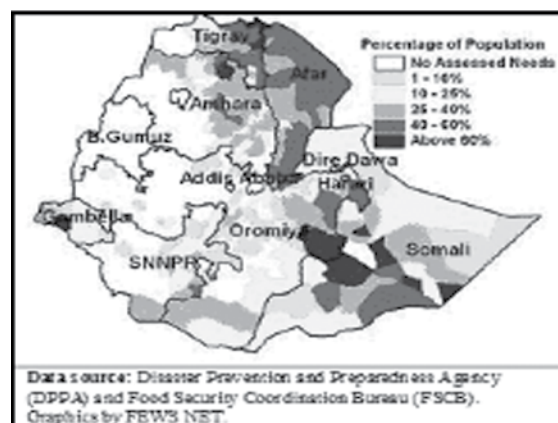 Percentage of Population
No Assessed Needs
1 - 10%
10 - 25%
25 - 40%
40 - 60%
Above 60%
Tigray
Afar
Amhara
B.Gumuz
Dire Dawa
Addis Ababa
Harari
Gambella
Oromiya
Somali
SNNPR
Data source: Disaster Prevention and Preparedness Agency
(DPPA) and Food Security Coordination Bureau (FSCB).
Graphics by FEWS NET.